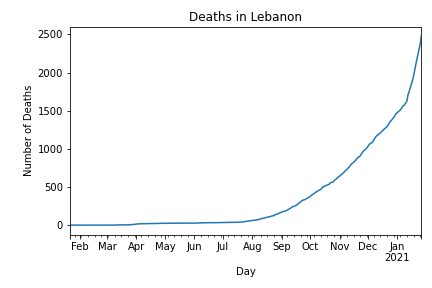 Deaths in Lebanon
Number of Deaths
2500
2000
1500
1000
500
0
Feb Mar Apr May Jun Jul Aug Sep Oct Nov Dec Jan
2021
Day